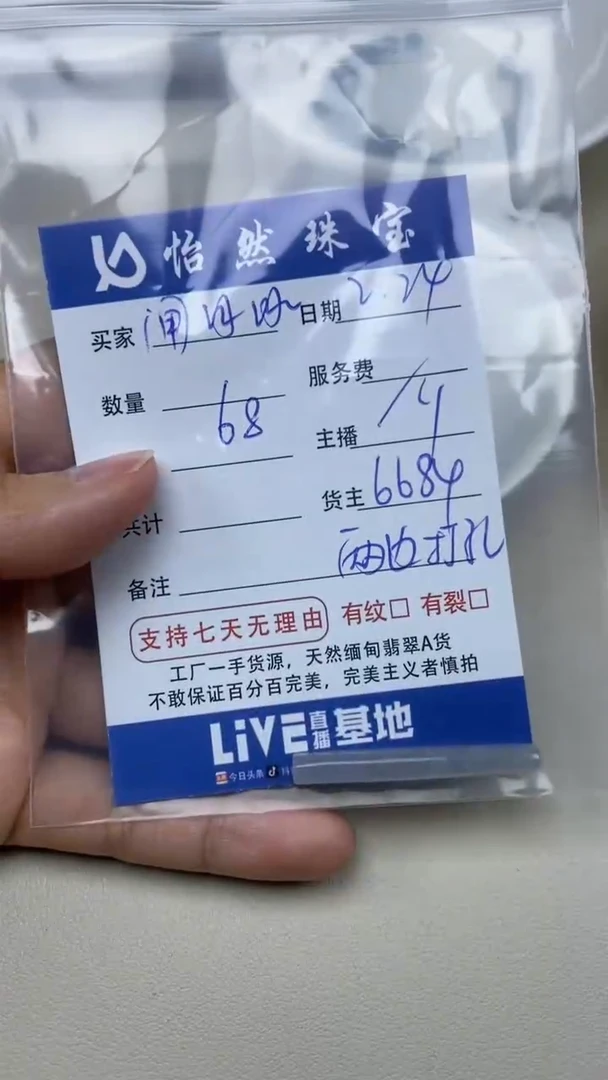 怡然珠宝
买家 日期 2.24
数量 服务费
68 主播
共计 货主 6684
备注 两边打孔
支持七天无理由 有纹□ 有裂□
工厂一手货源，天然缅甸翡翠A货
不敢保证百分百完美，完美主义者慎拍
LiVE直播基地
今日头条 抖